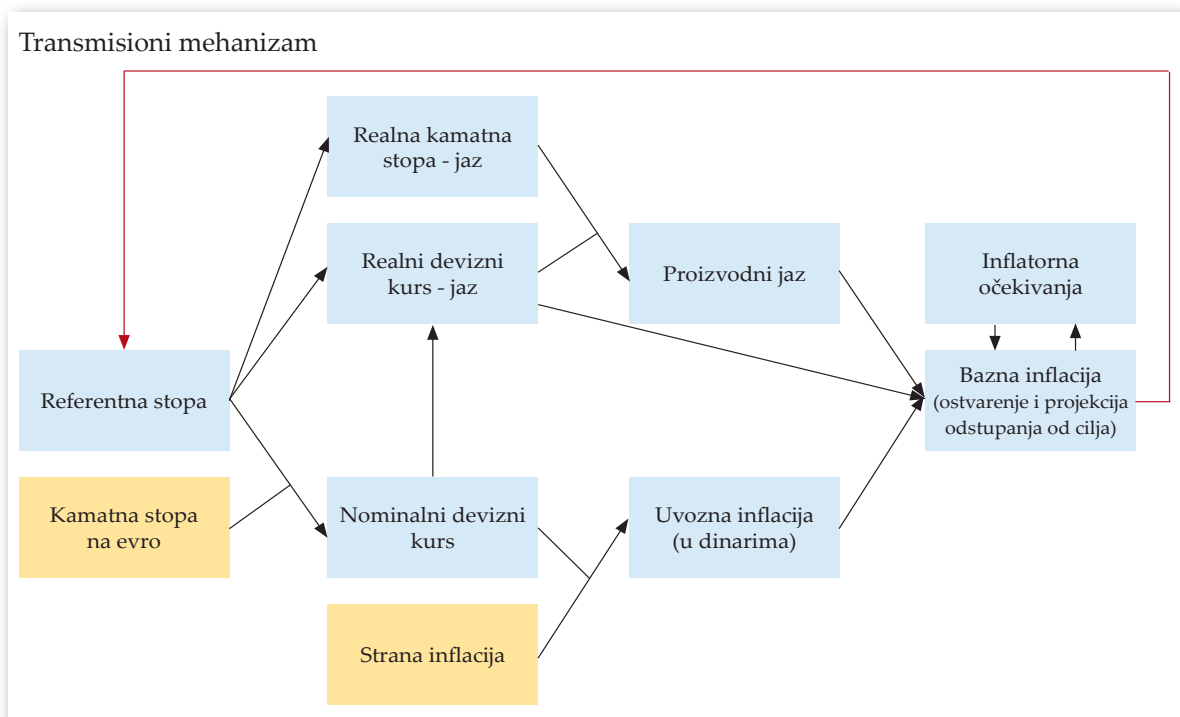 Transmisioni mehanizam
Realna kamatna
stopa - jaz
Realni devizni
kurs - jaz
Proizvodni jaz
Inflatorna
očekivanja
Referentna stopa
Bazna inflacija
(ostvarenje i projekcija
odstupanja od cilja)
Kamatna stopa
na evro
Nominalni devizni
kurs
Uvozna inflacija
(u dinarima)
Strana inflacija